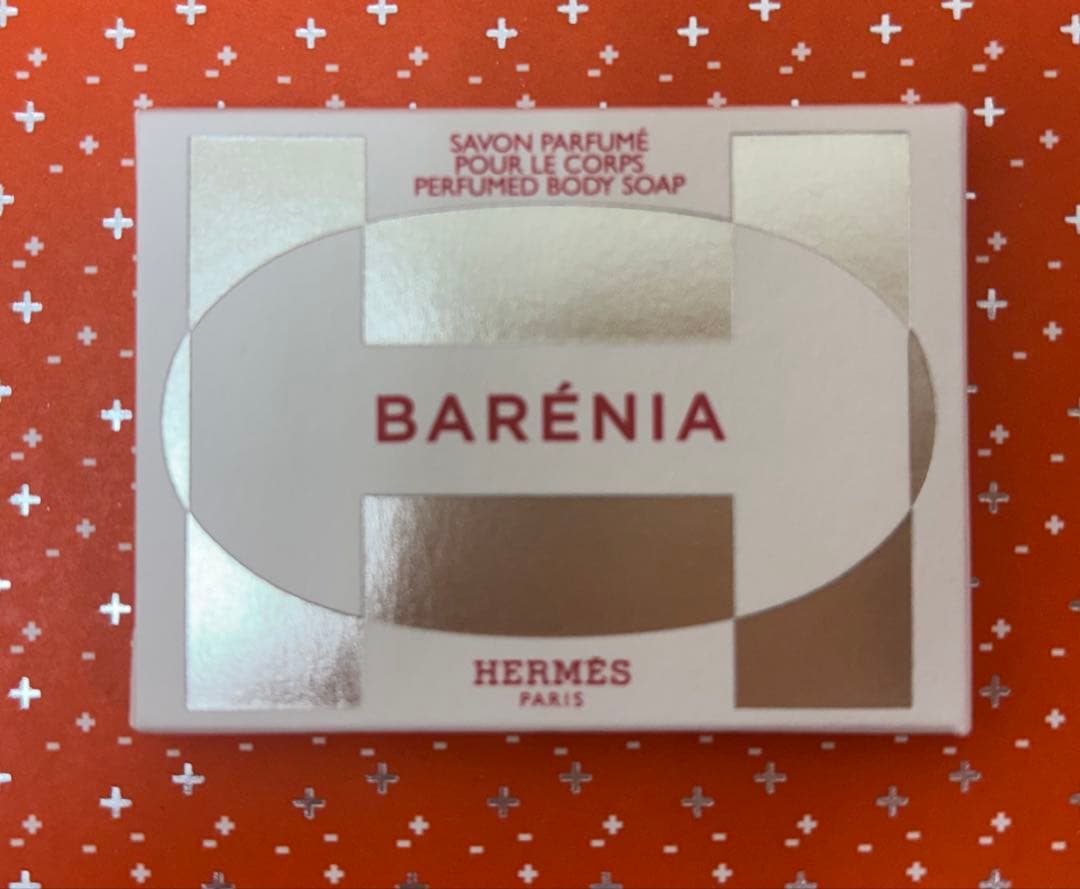 SAVON PARFUMÉ
POUR LE CORPS
PERFUMED BODY SOAP
BARÉNIA
HERMÈS
PARIS